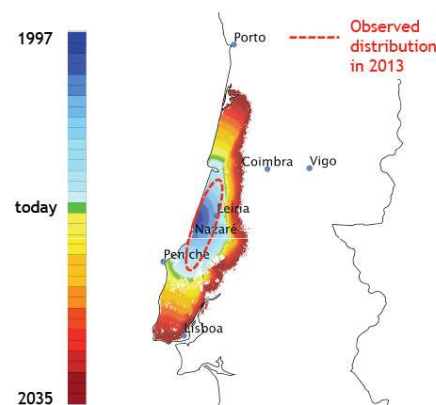 1997
today
2035
Porto
Observed
distribution
in 2013
Coimbra
Vigo
Leiria
Nazaré
Peniche
Lisboa